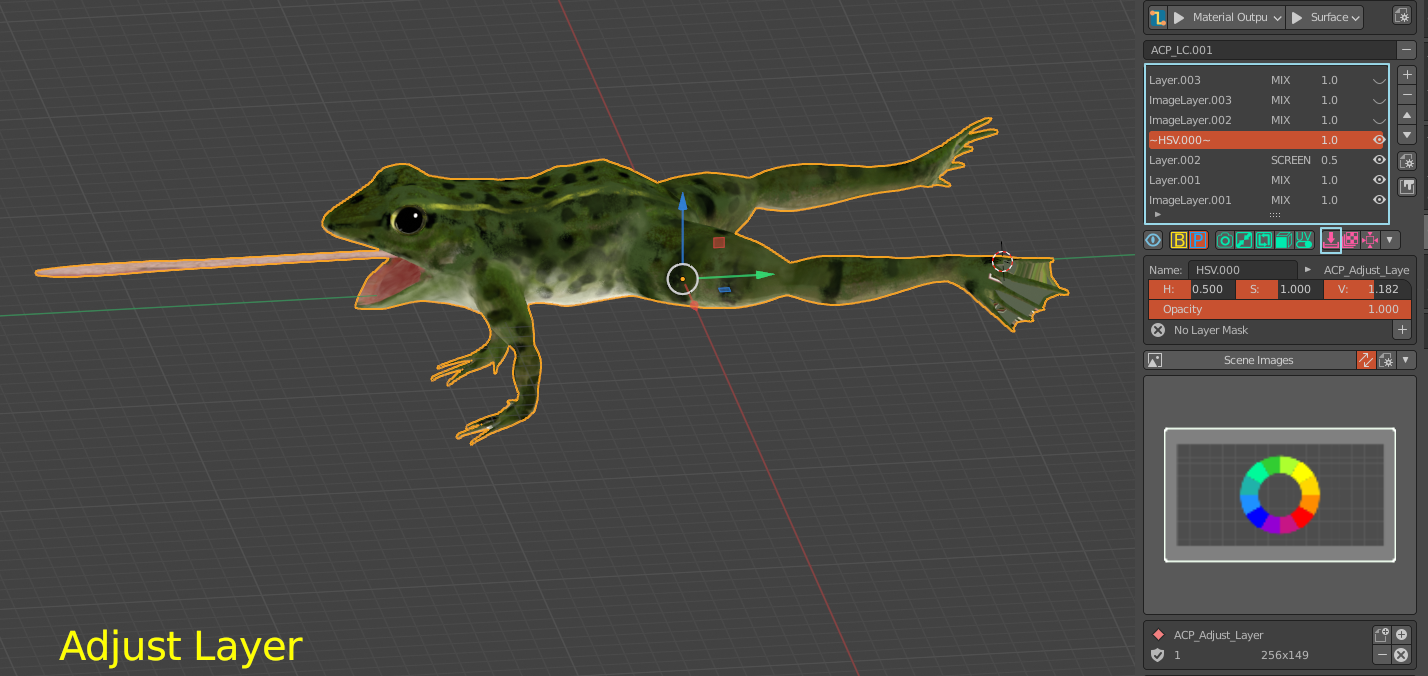 Material Outpu Surface
ACP_LC.001
Layer.003 MIX 1.0
ImageLayer.003 MIX 1.0
ImageLayer.002 MIX 1.0
~HSV.000~ 1.0
Layer.002 SCREEN 0.5
Layer.001 MIX 1.0
ImageLayer.001 MIX 1.0
B P UV
Name: HSV.000 ACP_Adjust_Laye
H: 0.500 S: 1.000 V: 1.182
Opacity 1.000
No Layer Mask
Scene Images
Adjust Layer
ACP_Adjust_Layer
1 256x149